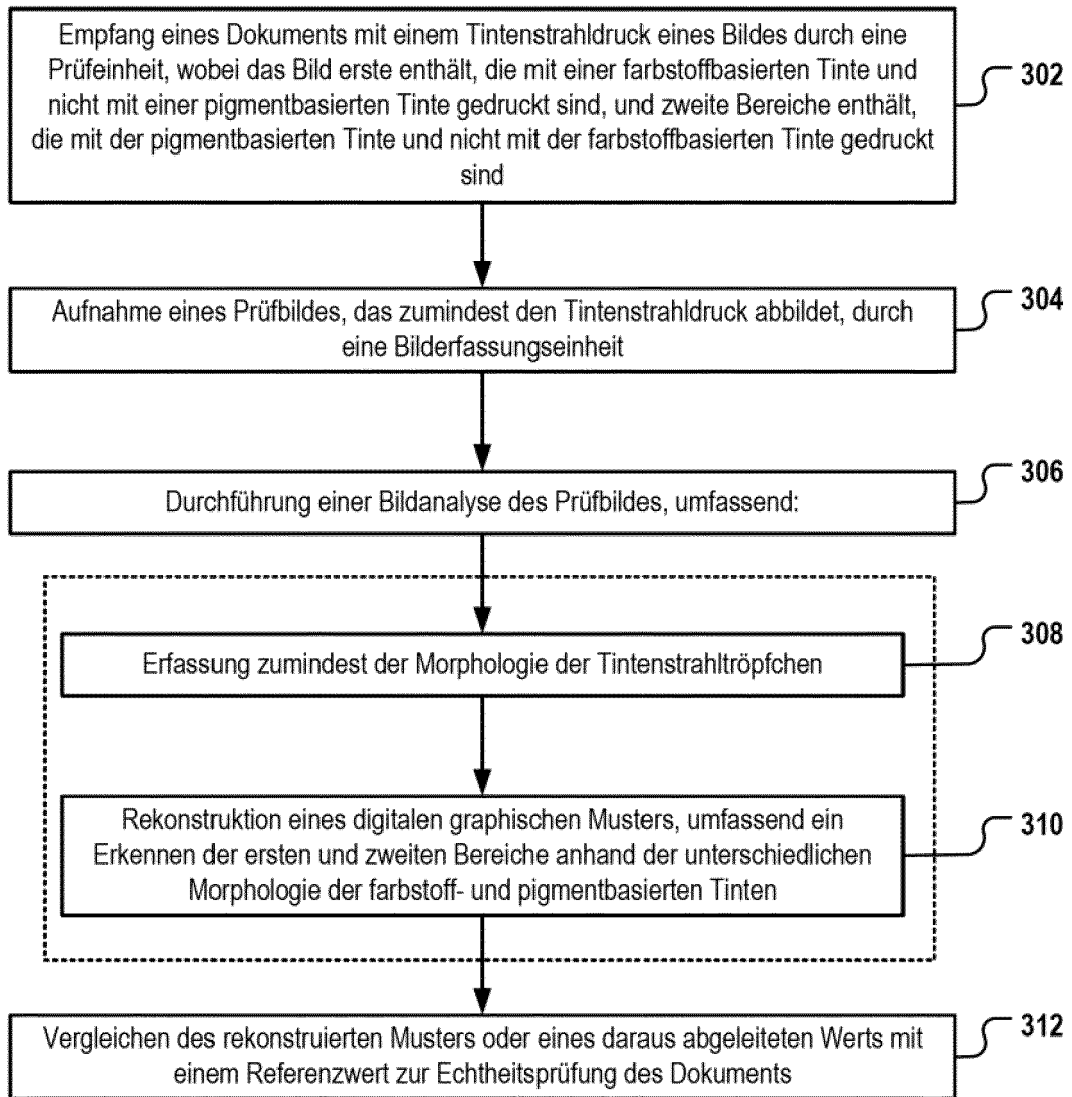 Empfang eines Dokuments mit einem Tintenstrahldruck eines Bildes durch eine
Prüfeinheit, wobei das Bild erste enthält, die mit einer farbstoffbasierten Tinte und
nicht mit einer pigmentbasierten Tinte gedruckt sind, und zweite Bereiche enthält,
die mit der pigmentbasierten Tinte und nicht mit der farbstoffbasierten Tinte gedruckt
sind
302
Aufnahme eines Prüfbildes, das zumindest den Tintenstrahldruck abbildet, durch
eine Bilderfassungseinheit
304
Durchführung einer Bildanalyse des Prüfbildes, umfassend:
306
Erfassung zumindest der Morphologie der Tintenstrahltröpfchen
308
Rekonstruktion eines digitalen graphischen Musters, umfassend ein
Erkennen der ersten und zweiten Bereiche anhand der unterschiedlichen
Morphologie der farbstoff- und pigmentbasierten Tinten
310
Vergleichen des rekonstruierten Musters oder eines daraus abgeleiteten Werts mit
einem Referenzwert zur Echtheitsprüfung des Dokuments
312